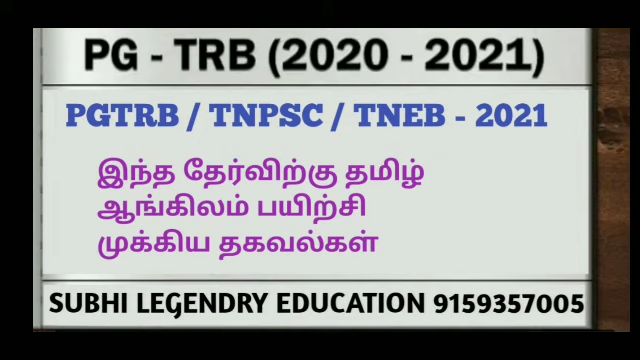 PG - TRB (2020 - 2021)
PGTRB / TNPSC / TNEB - 2021
இந்த தேர்விற்கு தமிழ்
ஆங்கிலம் பயிற்சி
முக்கிய தகவல்கள்
SUBHI LEGENDRY EDUCATION 9159357005